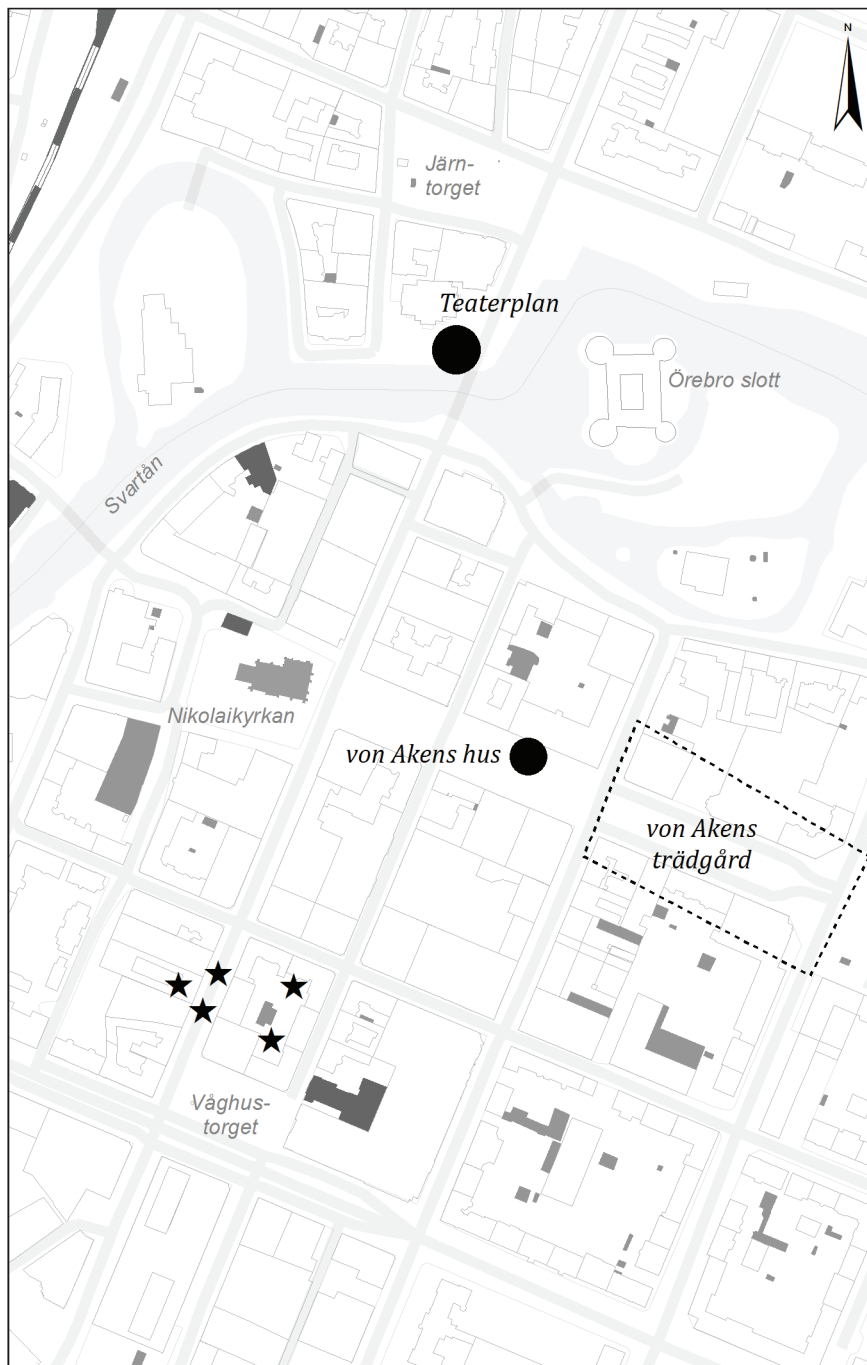 N
Järn-
torget
Teaterplan
Örebro slott
Svartån
Nikolaikyrkan
von Akens hus
von Akens
trädgård
Våghus-
torget